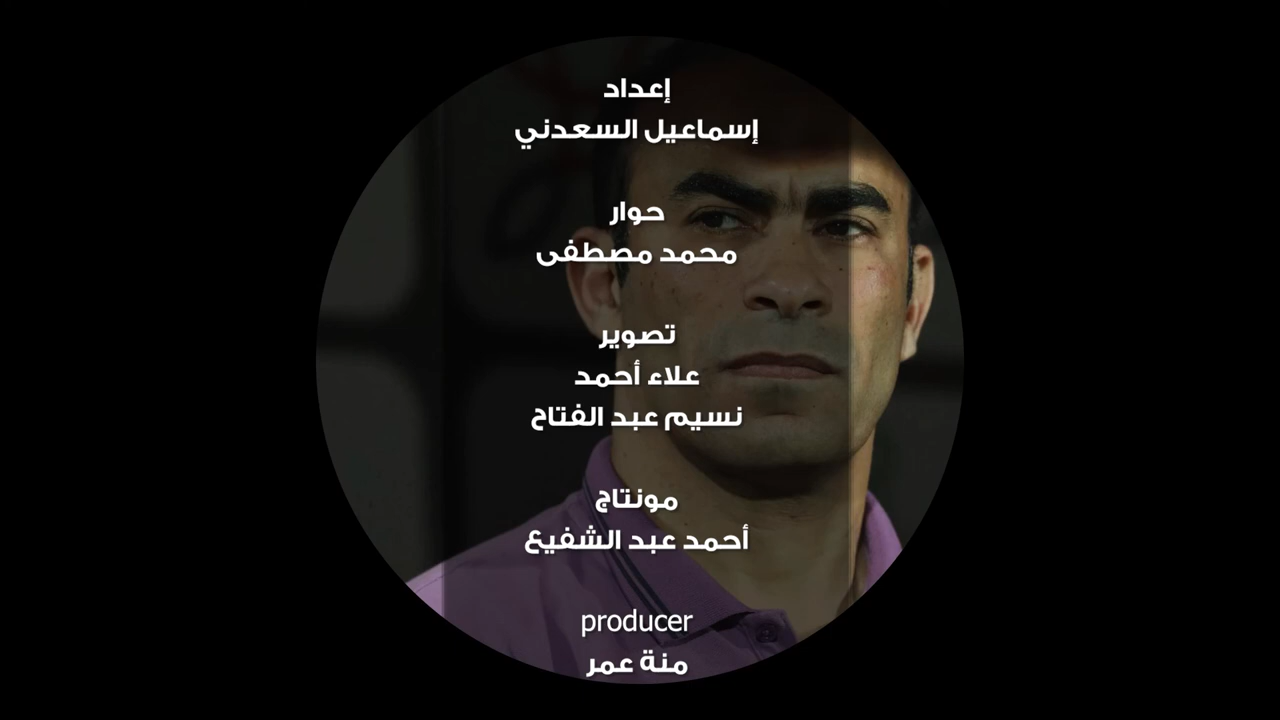 إعداد
إسماعيل السعدني
حوار
محمد مصطفى
تصوير
علاء أحمد
نسيم عبد الفتاح
مونتاج
أحمد عبد الشفيع
producer
منة عمر